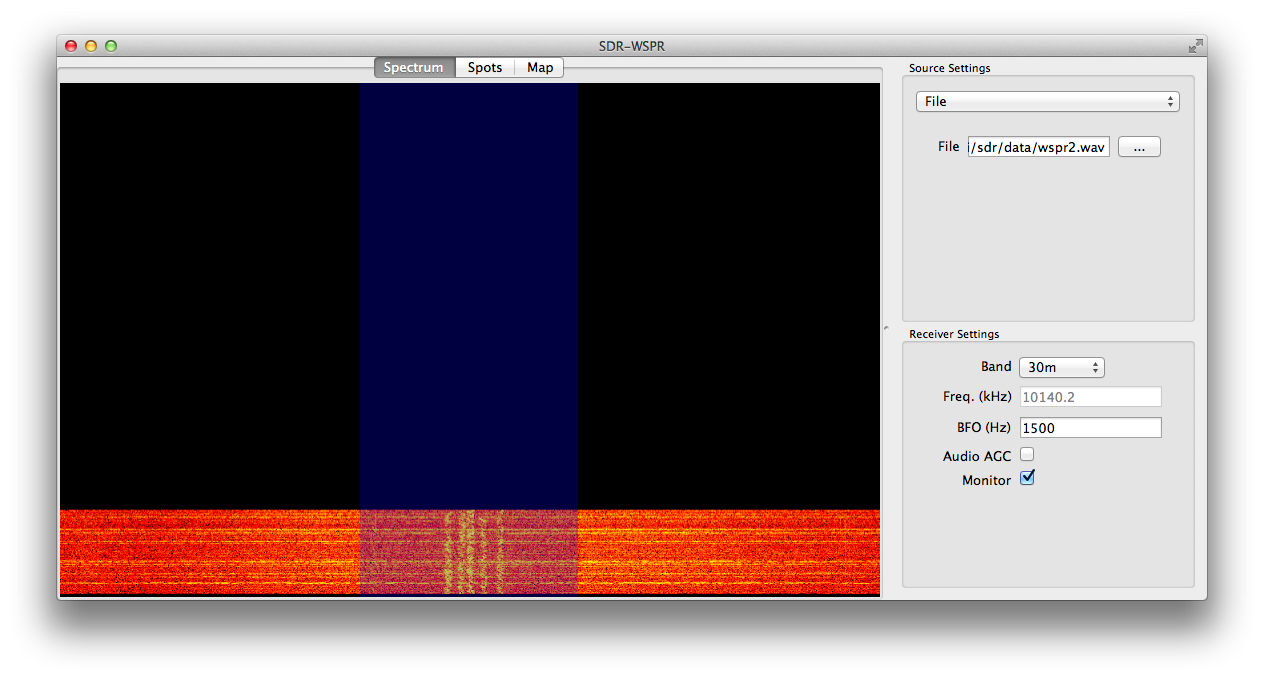 SDR-WSPR
Spectrum Spots Map
Source Settings
File
File /sdr/data/wspr2.wav ...
Receiver Settings
Band 30m
Freq. (kHz) 10140.2
BFO (Hz) 1500
Audio AGC
Monitor